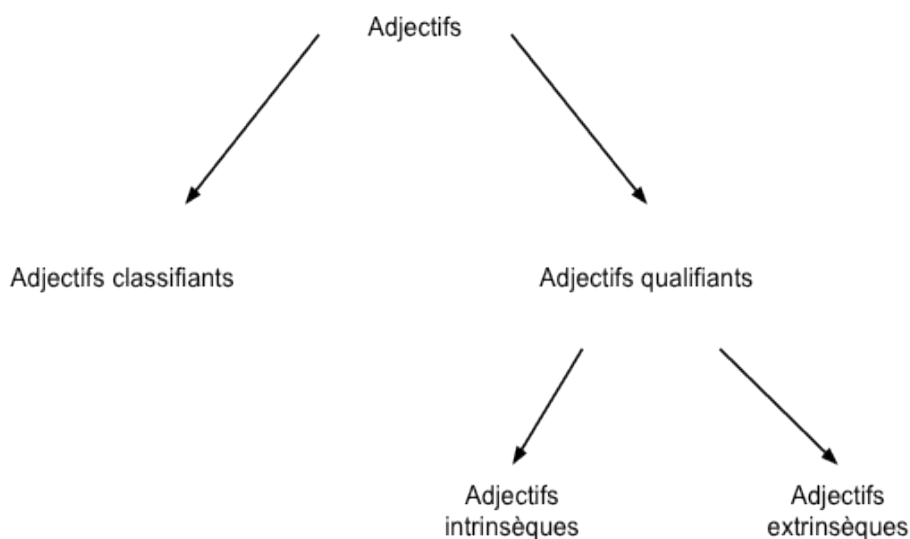 Adjectifs
Adjectifs classifiants
Adjectifs qualifiants
Adjectifs
intrinsèques
Adjectifs
extrinsèques